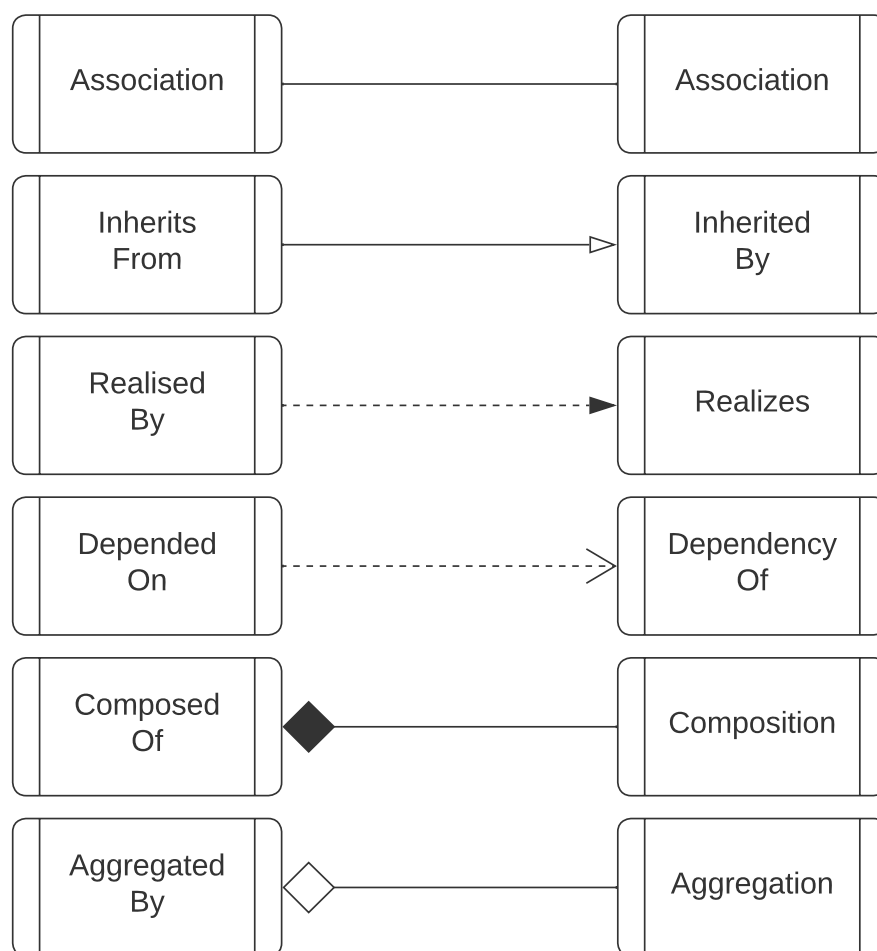 Association
Association
Inherits
From
Inherited
By
Realised
By
Realizes
Depended
On
Dependency
Of
Composed
Of
Composition
Aggregated
By
Aggregation